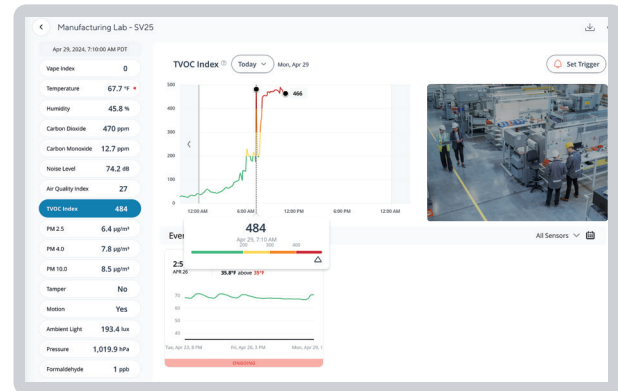 Manufacturing Lab - SV25
Apr 29, 2024, 7:10:00 AM PDT
Vape Index 0
Temperature 67.7 °F
Humidity 45.8 %
Carbon Dioxide 470 ppm
Carbon Monoxide 12.7 ppm
Noise Level 74.2 dB
Air Quality Index 27
TVOC Index 484
PM 2.5 6.4 µg/m³
PM 4.0 7.8 µg/m³
PM 10.0 8.5 µg/m³
Tamper No
Motion Yes
Ambient Light 193.4 lux
Pressure 1,019.9 hPa
Formaldehyde 1 ppb
TVOC Index Today Mon, Apr 29
Set Trigger
500
400
300
200
100
0
466
12:00 AM 6:00 AM 12:00 PM 6:00 PM 12:00 AM
484
Apr 29, 7:10 AM
200 300 400
Eve
All Sensors
2:5
APR 26 35.8°F above 35°F
70
60
50
40
Tue, Apr 23, 8 PM Fri, Apr 26, 3 PM Mon, Apr 29, 1
ONGOING